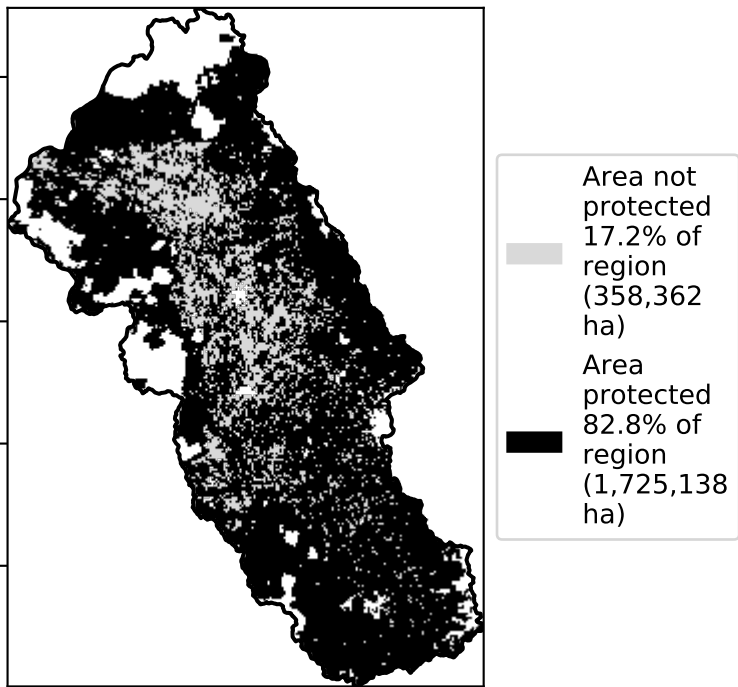 Area not
protected
17.2% of
region
(358,362
ha)
Area
protected
82.8% of
region
(1,725,138
ha)